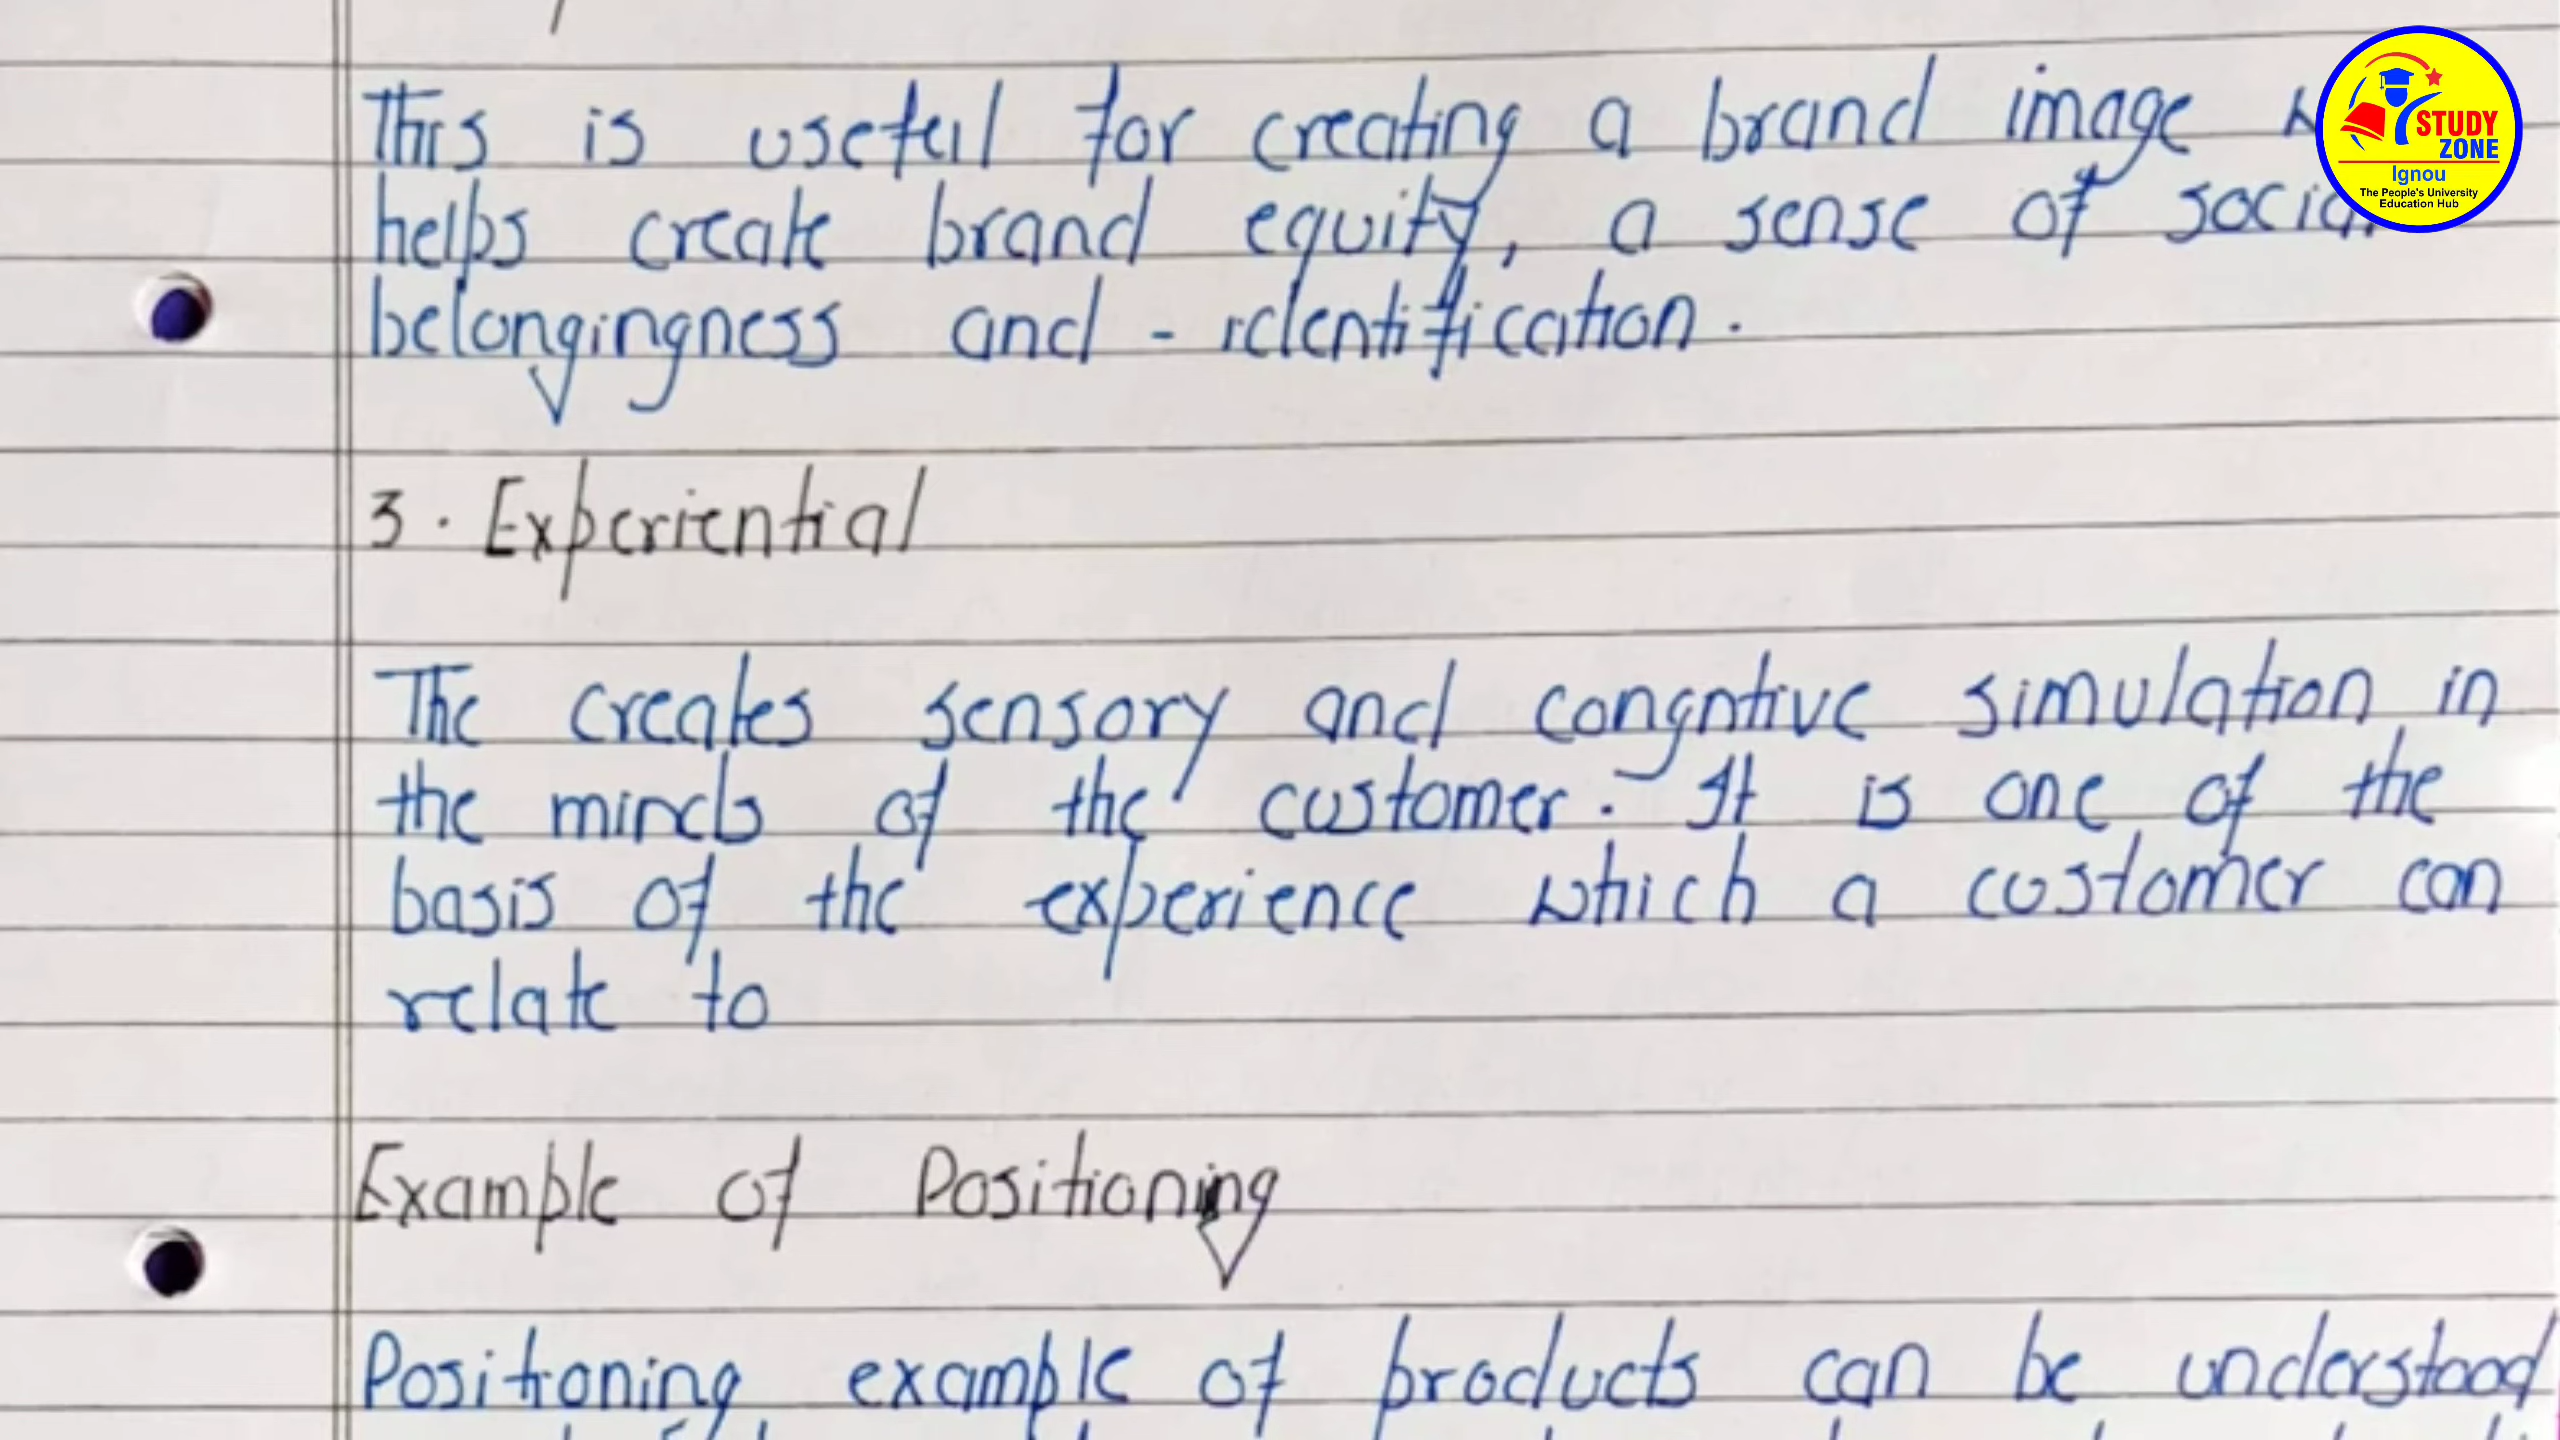 This is useful for creating a brand image
helps create brand equity, a sense of social
belongingness and - identification.
3. Experiential
The creates sensory and congntive simulation in
the minds of the customer. It is one of the
basis of the experience which a customer can
relate to
Example of Positioning
Positioning example of products can be understood
STUDY
ZONE
Ignou
The People's University
Education Hub